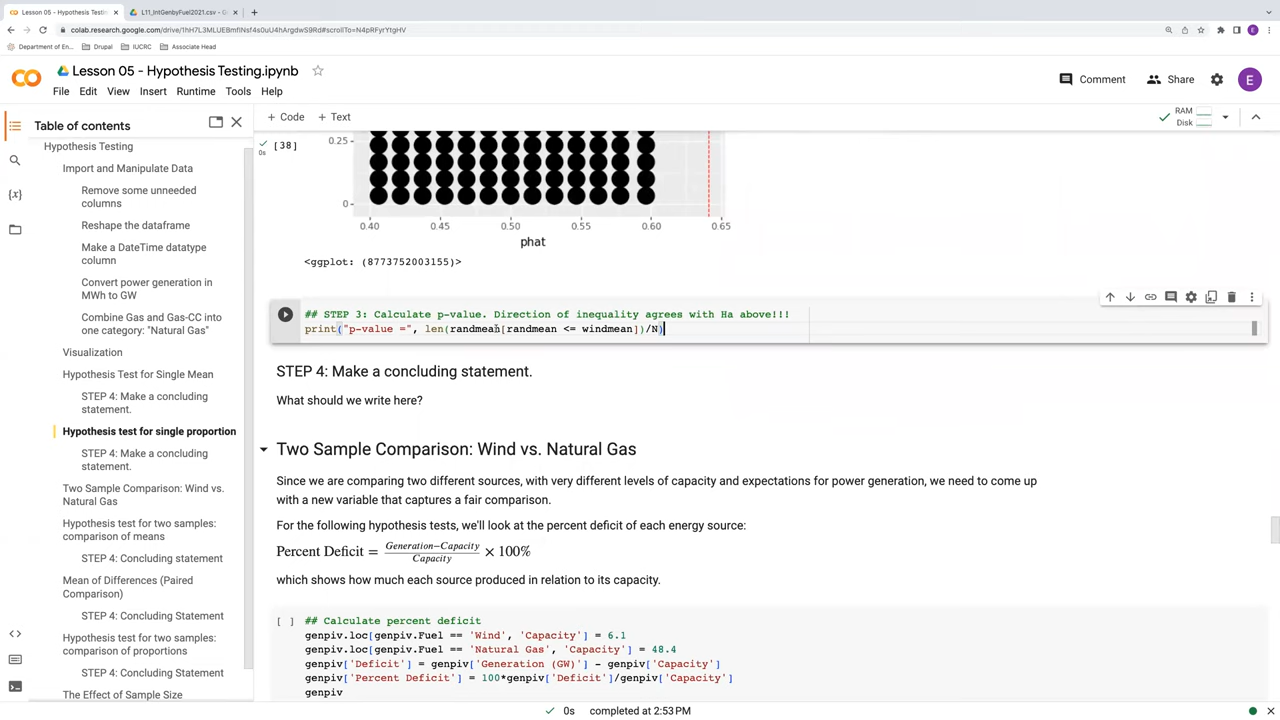 Lesson 05 - Hypothesis Testing.i
L11_IntGenbyFuel2021.csv - G
colab.research.google.com/drive/1hH7L3MLUEBmflNsf4s0uU4hArgdwS9Rd#scrollTo=N4pRFyrYtgHV
Department of En... Drupal IUCRC Associate Head
Lesson 05 - Hypothesis Testing.ipynb
File Edit View Insert Runtime Tools Help
Comment Share E
+ Code + Text
RAM
Disk
Table of contents
Hypothesis Testing
Import and Manipulate Data
Remove some unneeded
columns
Reshape the dataframe
Make a DateTime datatype
column
Convert power generation in
MWh to GW
Combine Gas and Gas-CC into
one category: "Natural Gas"
Visualization
Hypothesis Test for Single Mean
STEP 4: Make a concluding
statement.
Hypothesis test for single proportion
STEP 4: Make a concluding
statement.
Two Sample Comparison: Wind vs.
Natural Gas
Hypothesis test for two samples:
comparison of means
STEP 4: Concluding statement
Mean of Differences (Paired
Comparison)
STEP 4: Concluding Statement
Hypothesis test for two samples:
comparison of proportions
STEP 4: Concluding Statement
The Effect of Sample Size
0s
[38]
0.25
0
0.40 0.45 0.50 0.55 0.60 0.65
phat
<ggplot: (8773752003155)>
## STEP 3: Calculate p-value. Direction of inequality agrees with Ha above!!!
print("p-value =", len(randmean[randmean <= windmean])/N)
STEP 4: Make a concluding statement.
What should we write here?
Two Sample Comparison: Wind vs. Natural Gas
Since we are comparing two different sources, with very different levels of capacity and expectations for power generation, we need to come up
with a new variable that captures a fair comparison.
For the following hypothesis tests, we'll look at the percent deficit of each energy source:
Percent Deficit = Generation−Capacity / Capacity × 100%
which shows how much each source produced in relation to its capacity.
[ ] ## Calculate percent deficit
genpiv.loc[genpiv.Fuel == 'Wind', 'Capacity'] = 6.1
genpiv.loc[genpiv.Fuel == 'Natural Gas', 'Capacity'] = 48.4
genpiv['Deficit'] = genpiv['Generation (GW)'] - genpiv['Capacity']
genpiv['Percent Deficit'] = 100*genpiv['Deficit']/genpiv['Capacity']
genpiv
0s completed at 2:53 PM